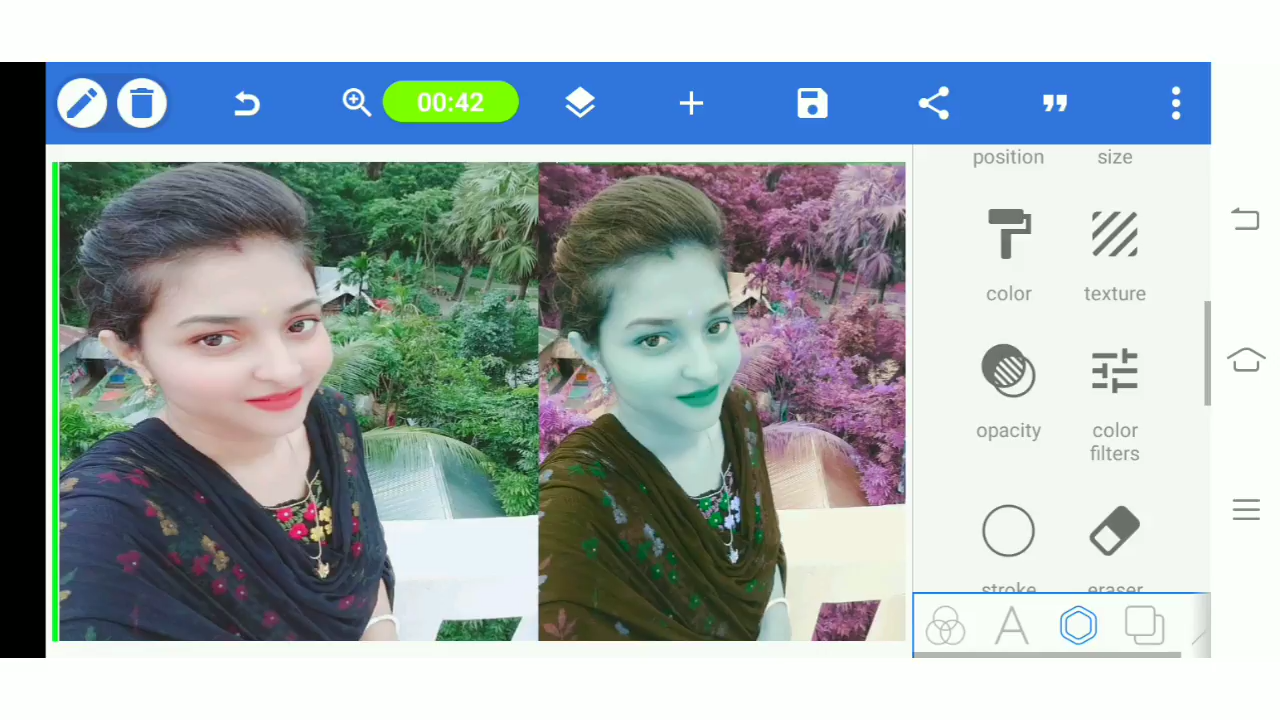 00:42
position size
color texture
opacity color
filters
stroke eraser